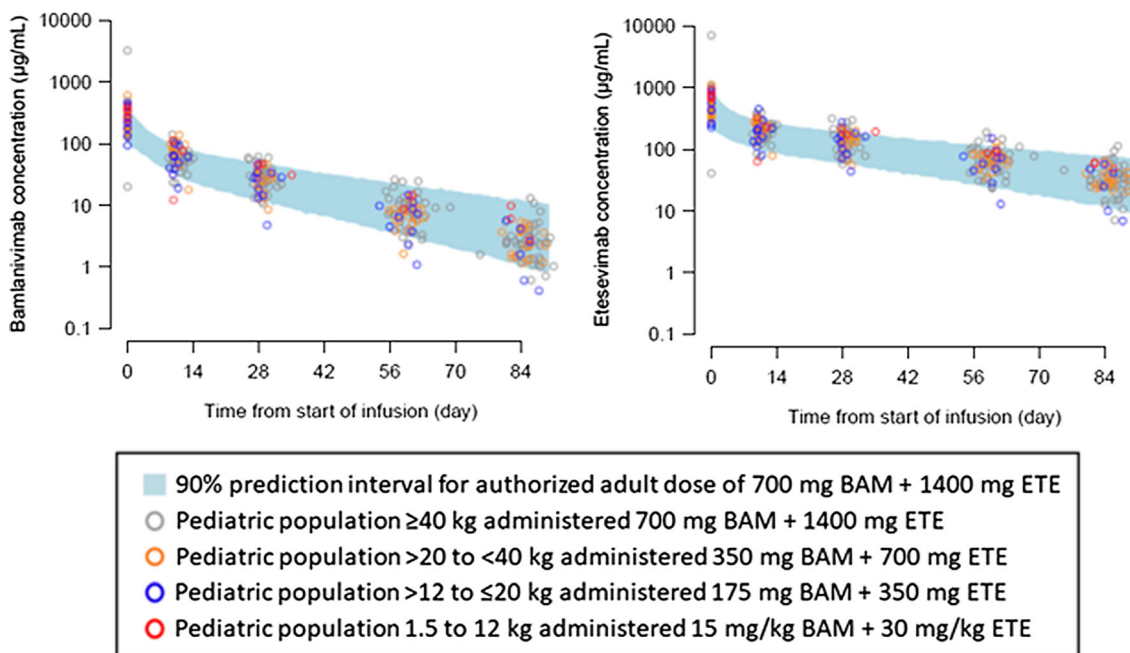 Bamlanivimab concentration (µg/mL)
10000
1000
100
10
1
0.1
0 14 28 42 56 70 84
Time from start of infusion (day)
Etesevimab concentration (µg/mL)
10000
1000
100
10
1
0.1
0 14 28 42 56 70 84
Time from start of infusion (day)
90% prediction interval for authorized adult dose of 700 mg BAM + 1400 mg ETE
Pediatric population ≥40 kg administered 700 mg BAM + 1400 mg ETE
Pediatric population >20 to <40 kg administered 350 mg BAM + 700 mg ETE
Pediatric population >12 to ≤20 kg administered 175 mg BAM + 350 mg ETE
Pediatric population 1.5 to 12 kg administered 15 mg/kg BAM + 30 mg/kg ETE